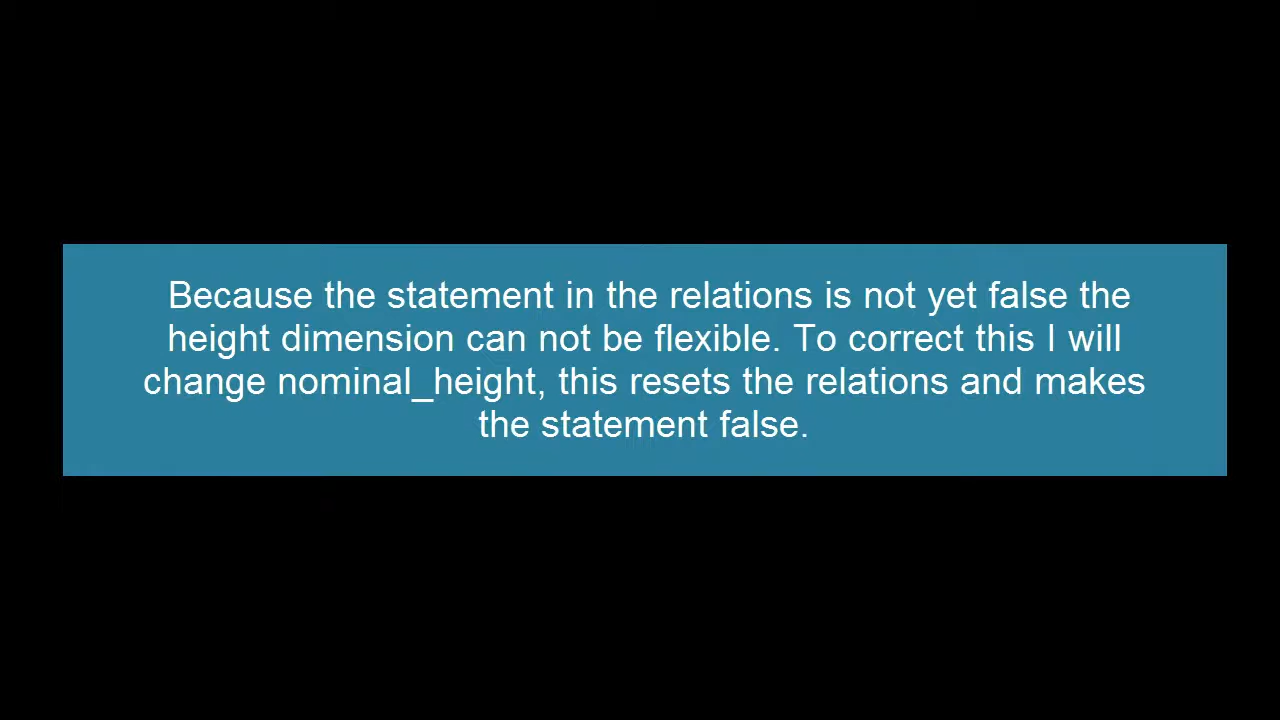 Because the statement in the relations is not yet false the
height dimension can not be flexible. To correct this I will
change nominal_height, this resets the relations and makes
the statement false.